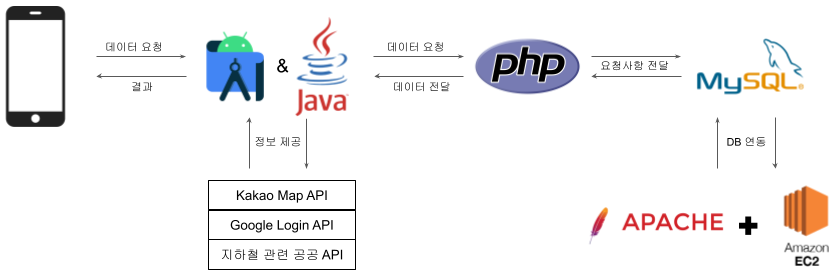 데이터 요청
결과
&
Java
데이터 요청
데이터 전달
php
요청사항 전달
MySQL®
정보 제공
Kakao Map API
Google Login API
지하철 관련 공공 API
DB 연동
APACHE
+
Amazon
EC2